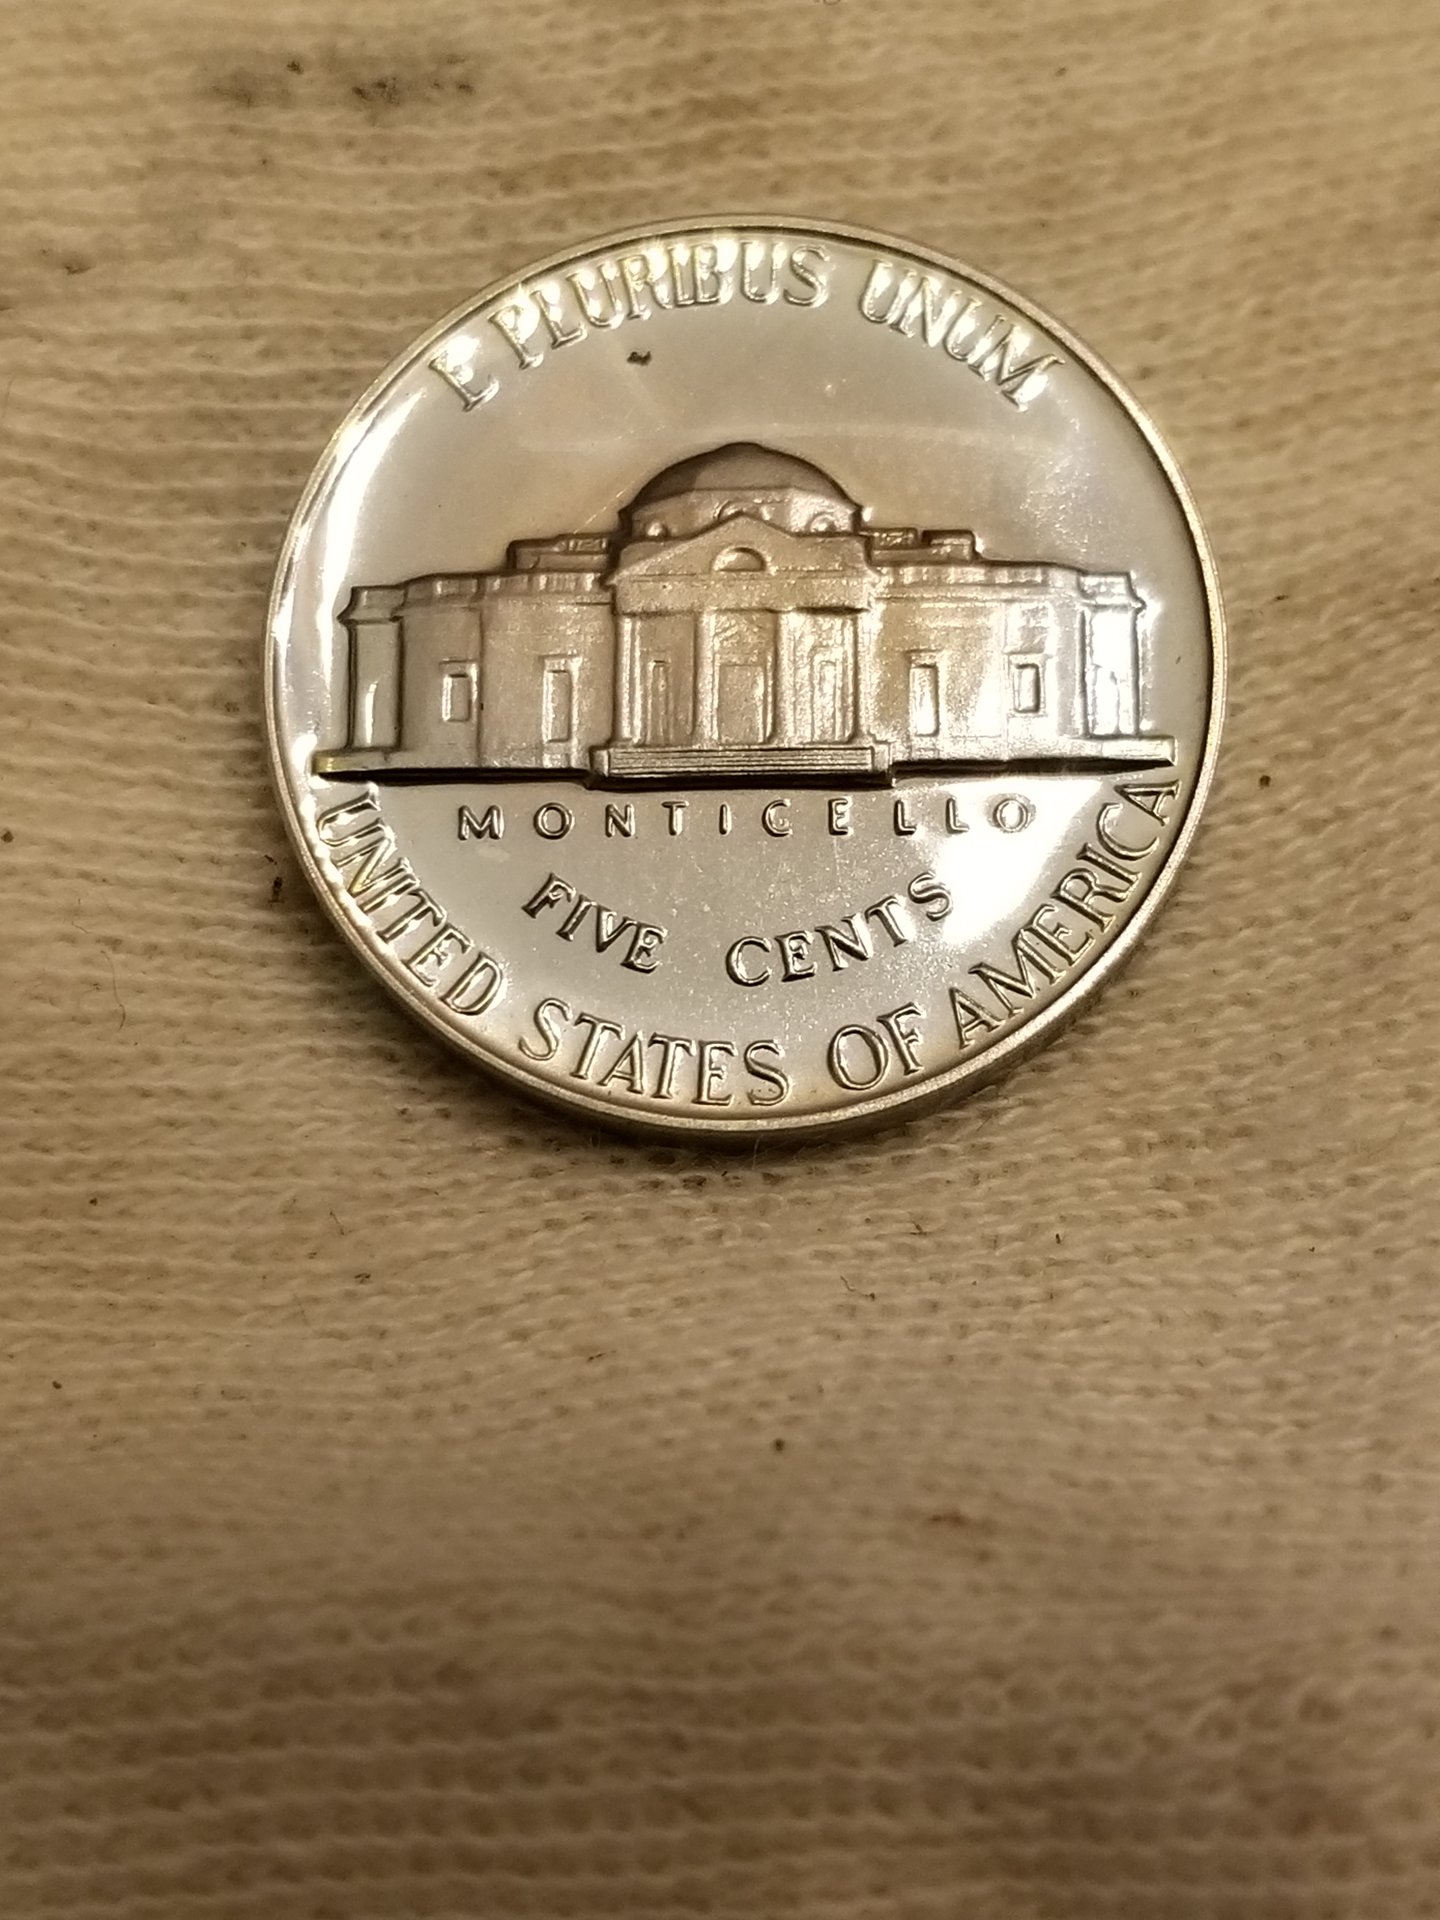 E PLURIBUS UNUM
MONTICELLO
FIVE CENTS
UNITED STATES OF AMERICA